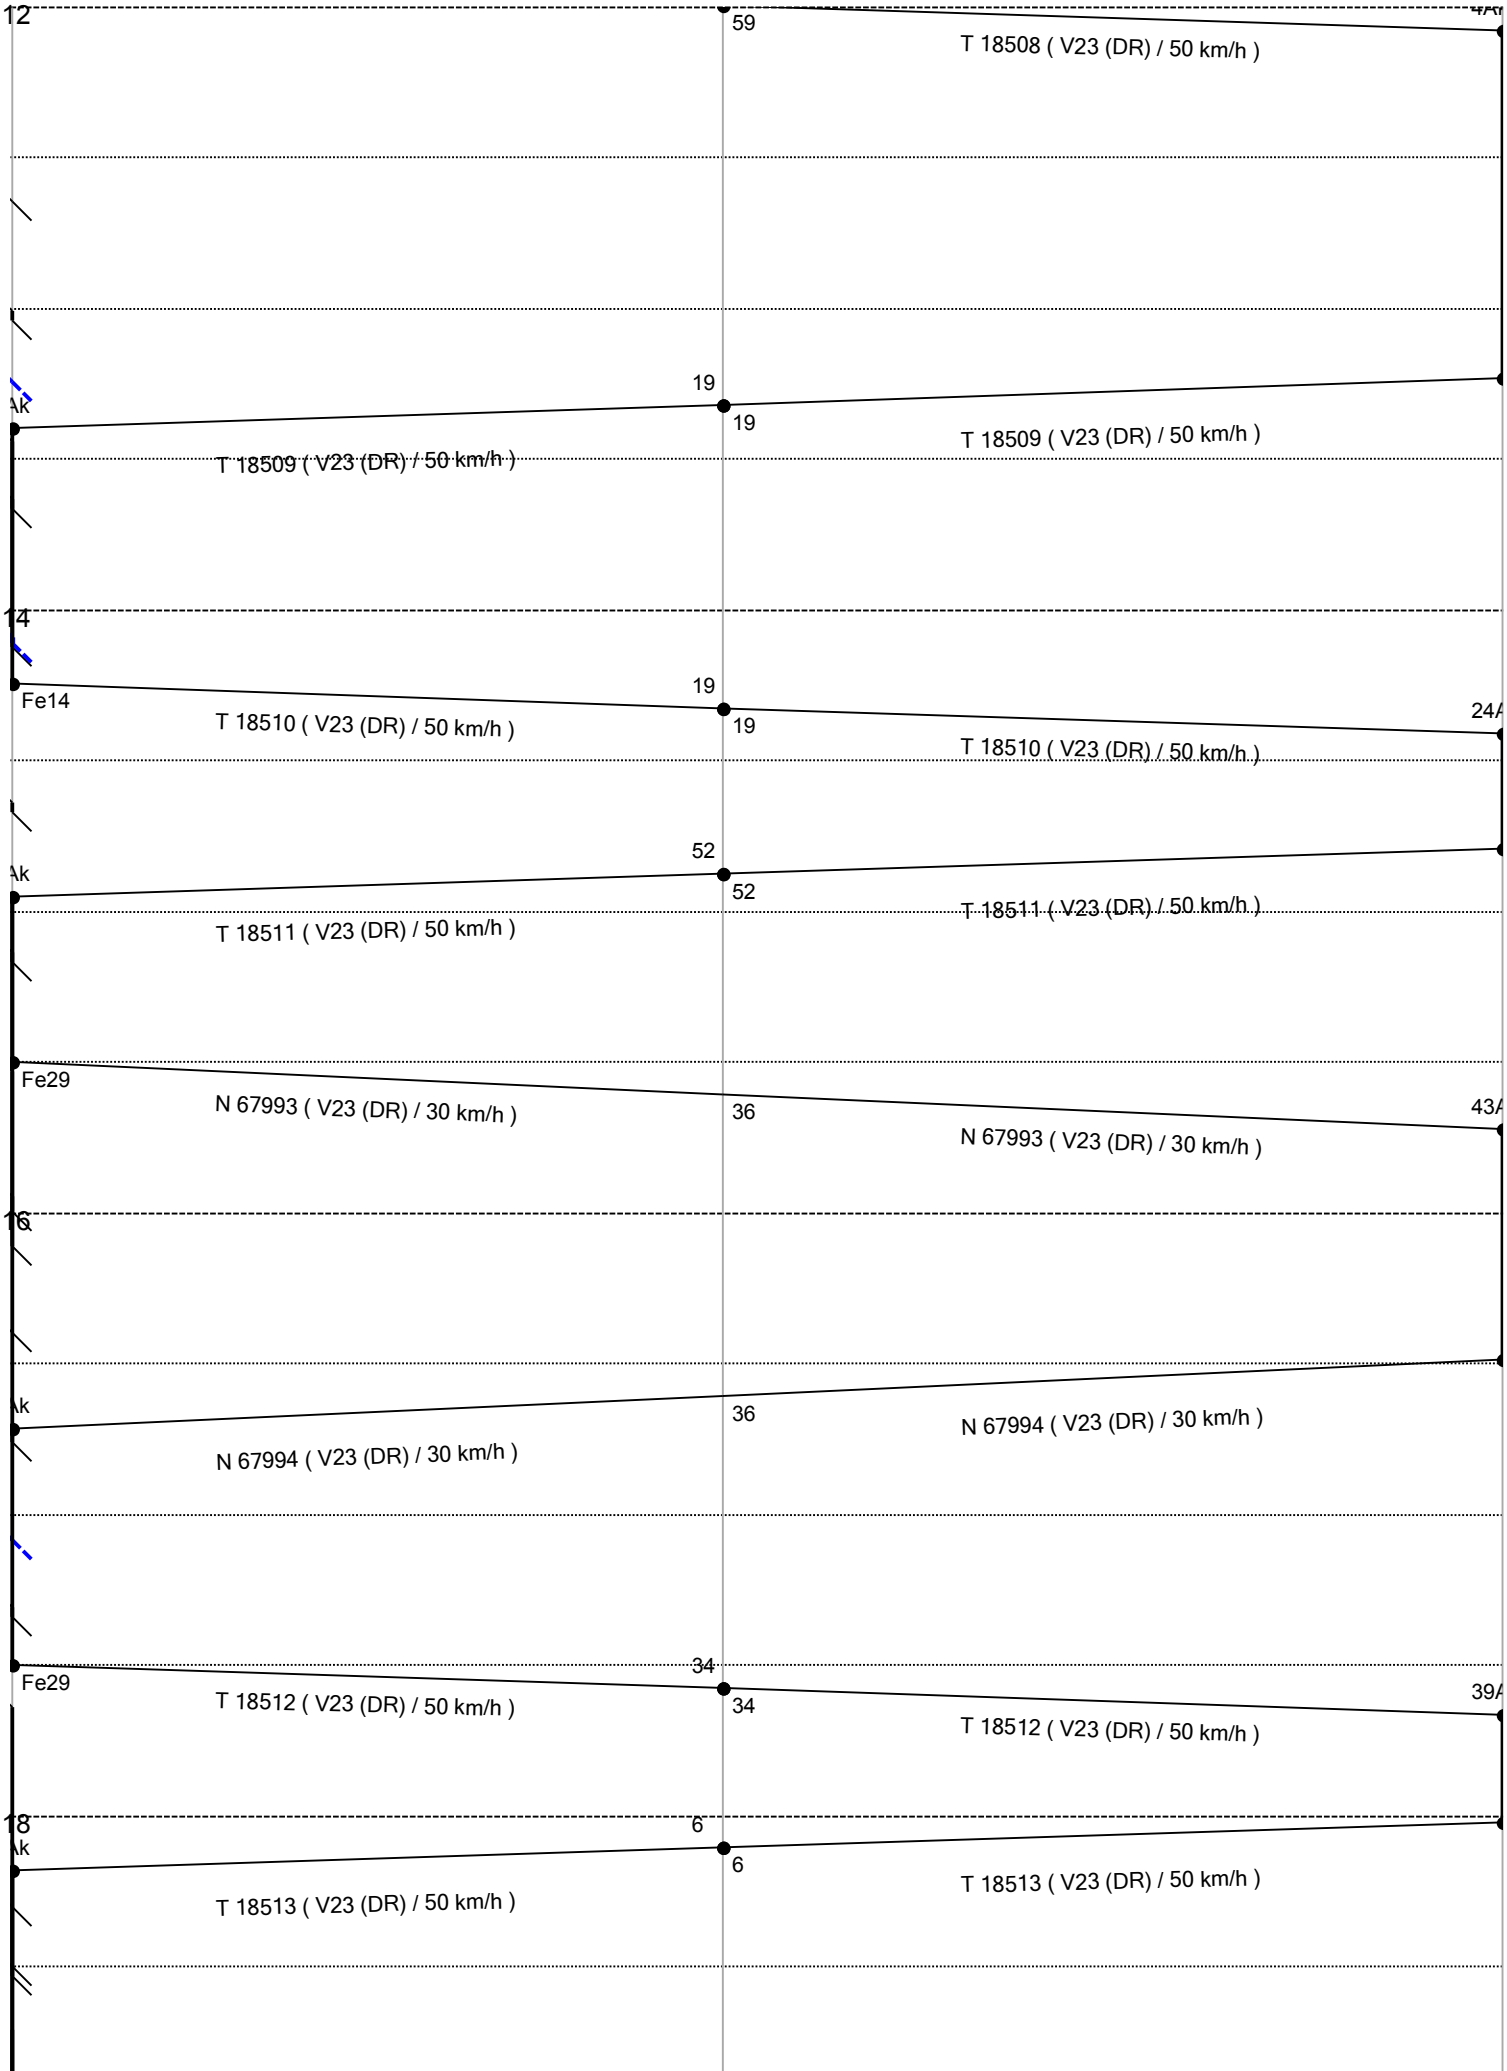 12
59
T 18508 ( V23 (DR) / 50 km/h )
19
Ak
19
T 18509 ( V23 (DR) / 50 km/h )
T 18509 ( V23 (DR) / 50 km/h )
14
19
Fe14
24A
T 18510 ( V23 (DR) / 50 km/h )
19
T 18510 ( V23 (DR) / 50 km/h )
52
Ak
52
T 18511 ( V23 (DR) / 50 km/h )
T 18511 ( V23 (DR) / 50 km/h )
Fe29
N 67993 ( V23 (DR) / 30 km/h )
36
43A
N 67993 ( V23 (DR) / 30 km/h )
16
Ak
36
N 67994 ( V23 (DR) / 30 km/h )
N 67994 ( V23 (DR) / 30 km/h )
34
Fe29
39A
T 18512 ( V23 (DR) / 50 km/h )
34
T 18512 ( V23 (DR) / 50 km/h )
18
6
Ak
6
T 18513 ( V23 (DR) / 50 km/h )
T 18513 ( V23 (DR) / 50 km/h )